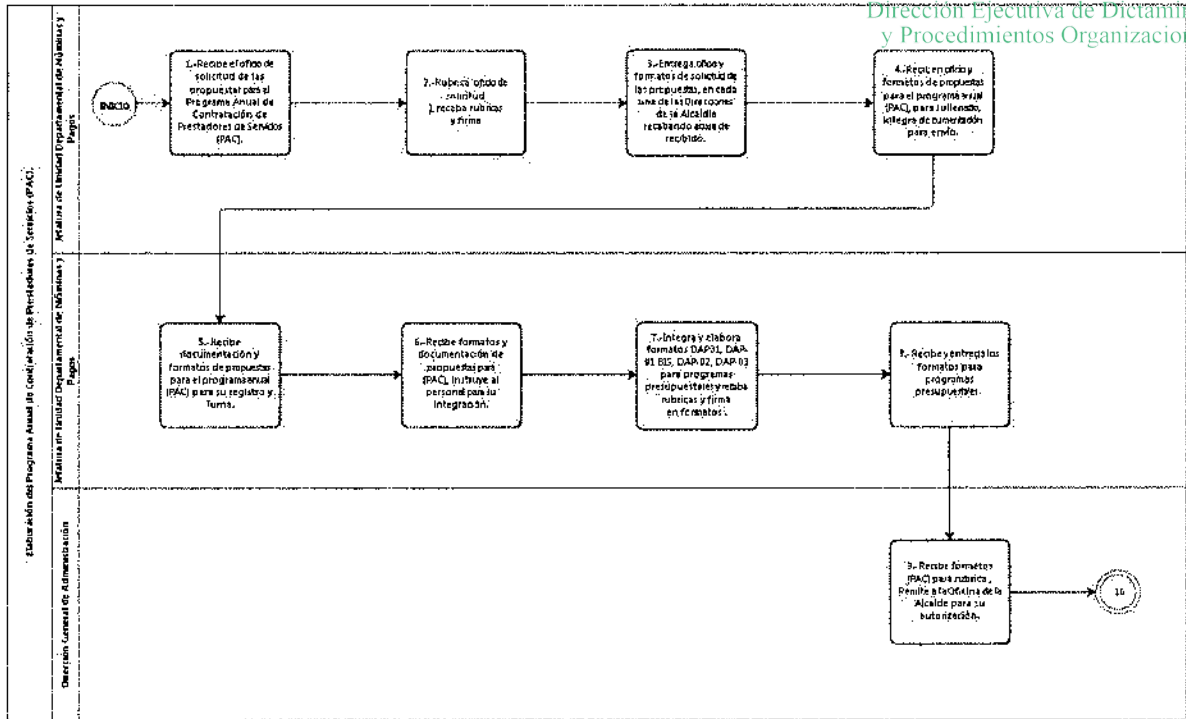 Dirección Ejecutiva de Dictámin
y Procedimientos Organizacion
Elaboración del Programa Anual de Contratación de Prestadores de Servicios (PAC).
Jefatura de Unidad Departamental de Nóminas y
Pagos
INICIO
1.-Recibe el oficio de
solicitud de las
propuestas para el
Programa Anual de
Contratación de
Prestadores de Servicios
(PAC).
2.-Rubrica oficio de
solicitud
, recaba rubricas
y firma
3.-Entrega, oficio y
formatos de solicitud de
las propuestas, en cada
una de las Direcciones
de la Alcaldía
recabando acuse de
recibido.
4.-Reciben oficio y
formatos de propuestas
para el programa anual
(PAC), para su llenado,
integra documentación
para envío.
Jefatura de Unidad Departamental de Nóminas y
Pagos
5.-Recibe
documentación y
formatos de propuestas
para el programa anual
(PAC) para su registro y
Turna.
6.-Recibe formatos y
documentación de
propuestas para
(PAC), instruye al
personal para su
integración.
7.-Integra y elabora
formatos DAP-01, DAP-
01 BIS, DAP-02, DAP-03
para programas
presupuestales y recaba
rubricas y firma
en formatos.
8.-Recibe y entrega los
formatos para
programas
presupuestales.
Dirección General de Administración
9.-Recibe formatos
(PAC) para rubrica,
Remite a la Oficina de la
Alcalde para su
autorización.